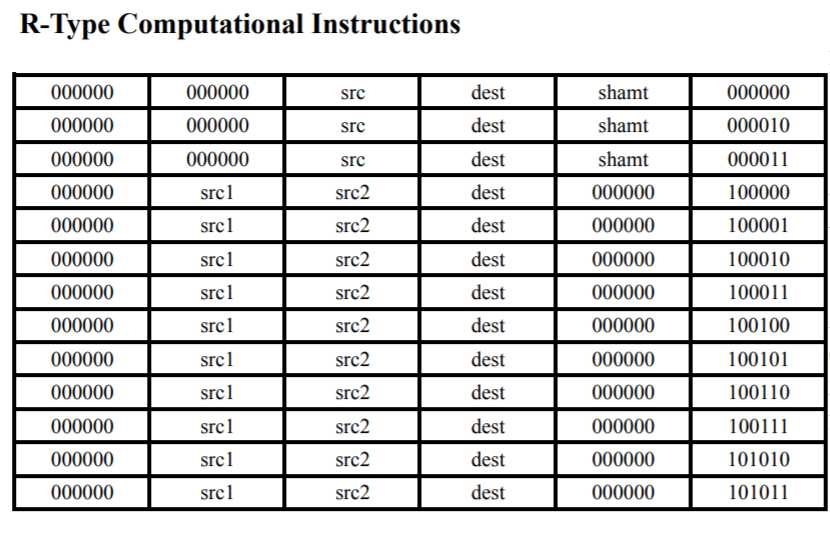 R-Type Computational Instructions
000000 000000 src dest shamt 000000
000000 000000 src dest shamt 000010
000000 000000 src dest shamt 000011
000000 src1 src2 dest 000000 100000
000000 src1 src2 dest 000000 100001
000000 src1 src2 dest 000000 100010
000000 src1 src2 dest 000000 100011
000000 src1 src2 dest 000000 100100
000000 src1 src2 dest 000000 100101
000000 src1 src2 dest 000000 100110
000000 src1 src2 dest 000000 100111
000000 src1 src2 dest 000000 101010
000000 src1 src2 dest 000000 101011